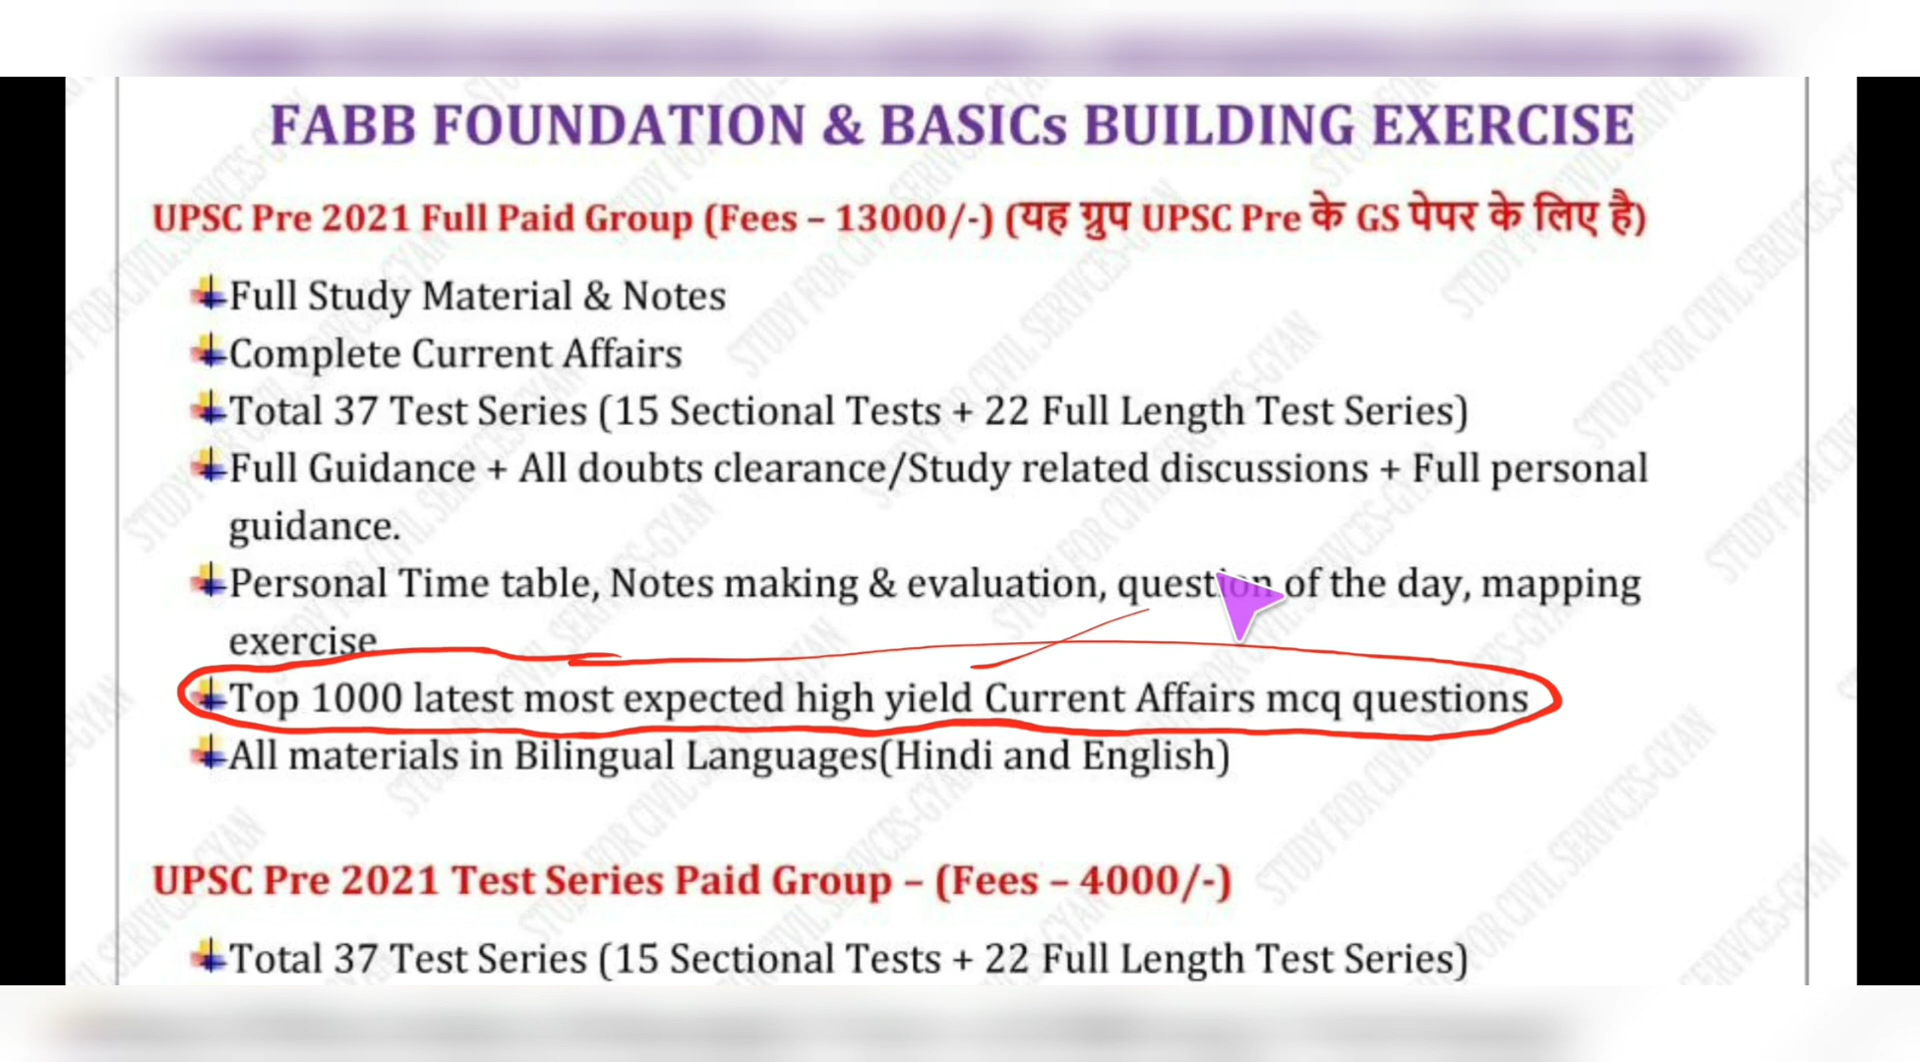 FABB FOUNDATION & BASICs BUILDING EXERCISE
UPSC Pre 2021 Full Paid Group (Fees – 13000/-) (यह ग्रुप UPSC Pre के GS पेपर के लिए है)
Full Study Material & Notes
Complete Current Affairs
Total 37 Test Series (15 Sectional Tests + 22 Full Length Test Series)
Full Guidance + All doubts clearance/Study related discussions + Full personal
guidance.
Personal Time table, Notes making & evaluation, question of the day, mapping
exercise
Top 1000 latest most expected high yield Current Affairs mcq questions
All materials in Bilingual Languages(Hindi and English)
UPSC Pre 2021 Test Series Paid Group – (Fees – 4000/-)
Total 37 Test Series (15 Sectional Tests + 22 Full Length Test Series)
STUDY FOR CIVIL SERIVCES-GYAN